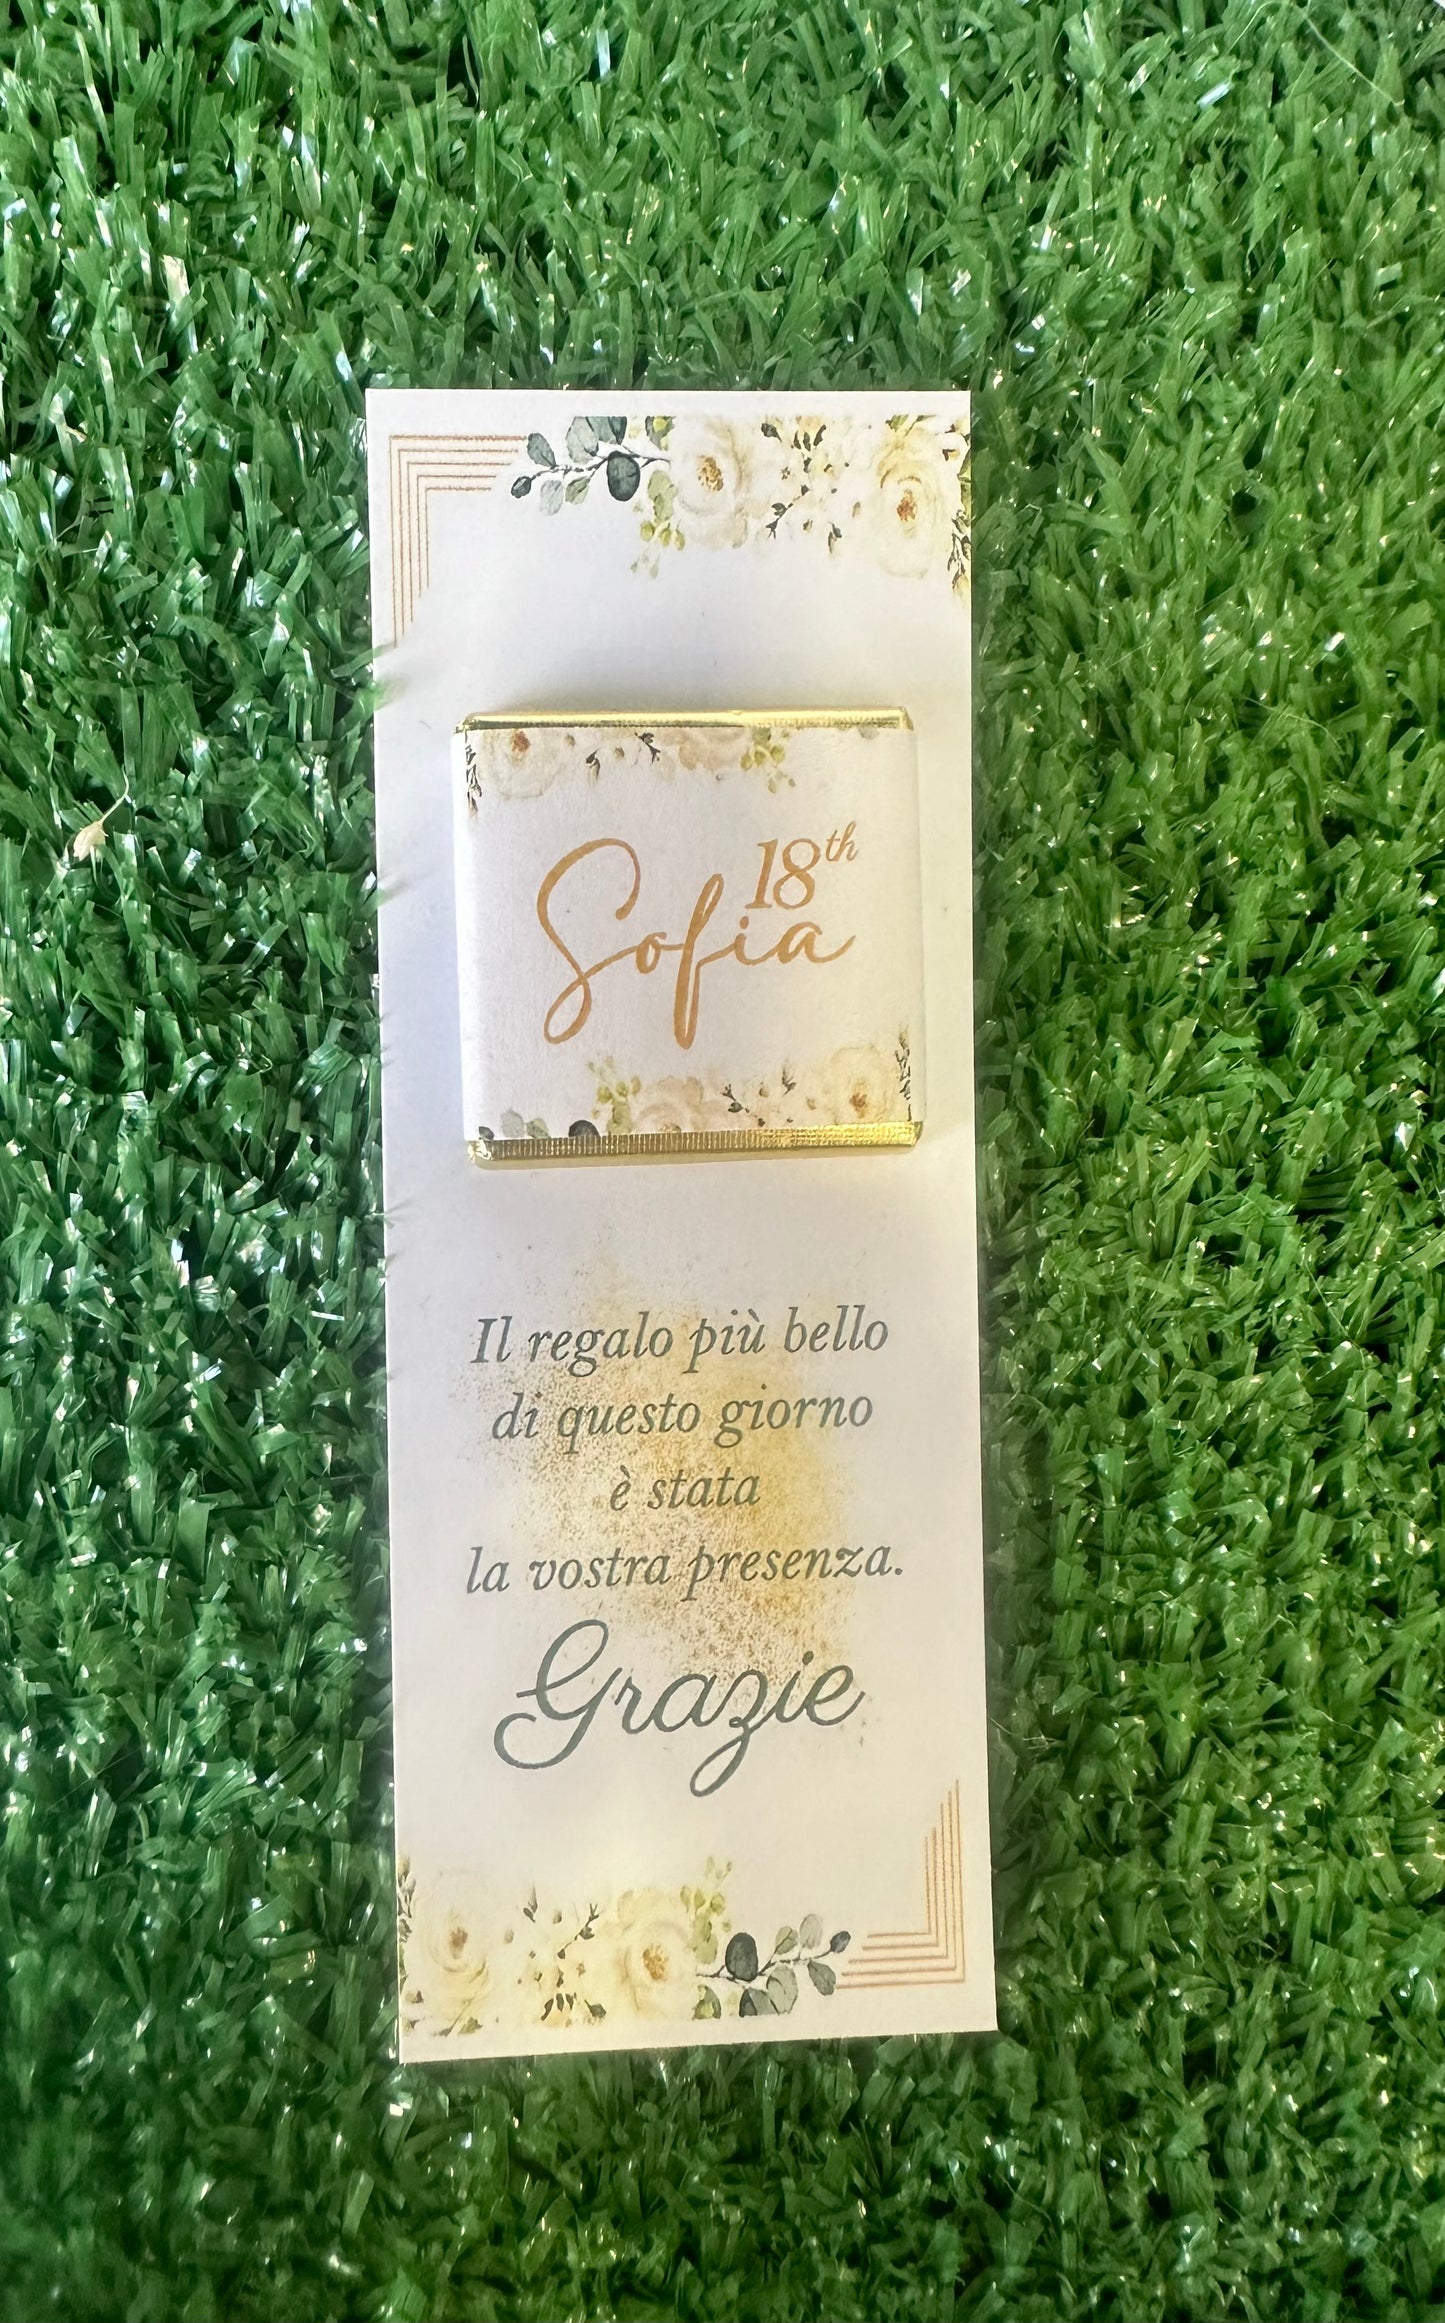 18th
Sofia
Il regalo più bello
di questo giorno
è stata
la vostra presenza.
Grazie